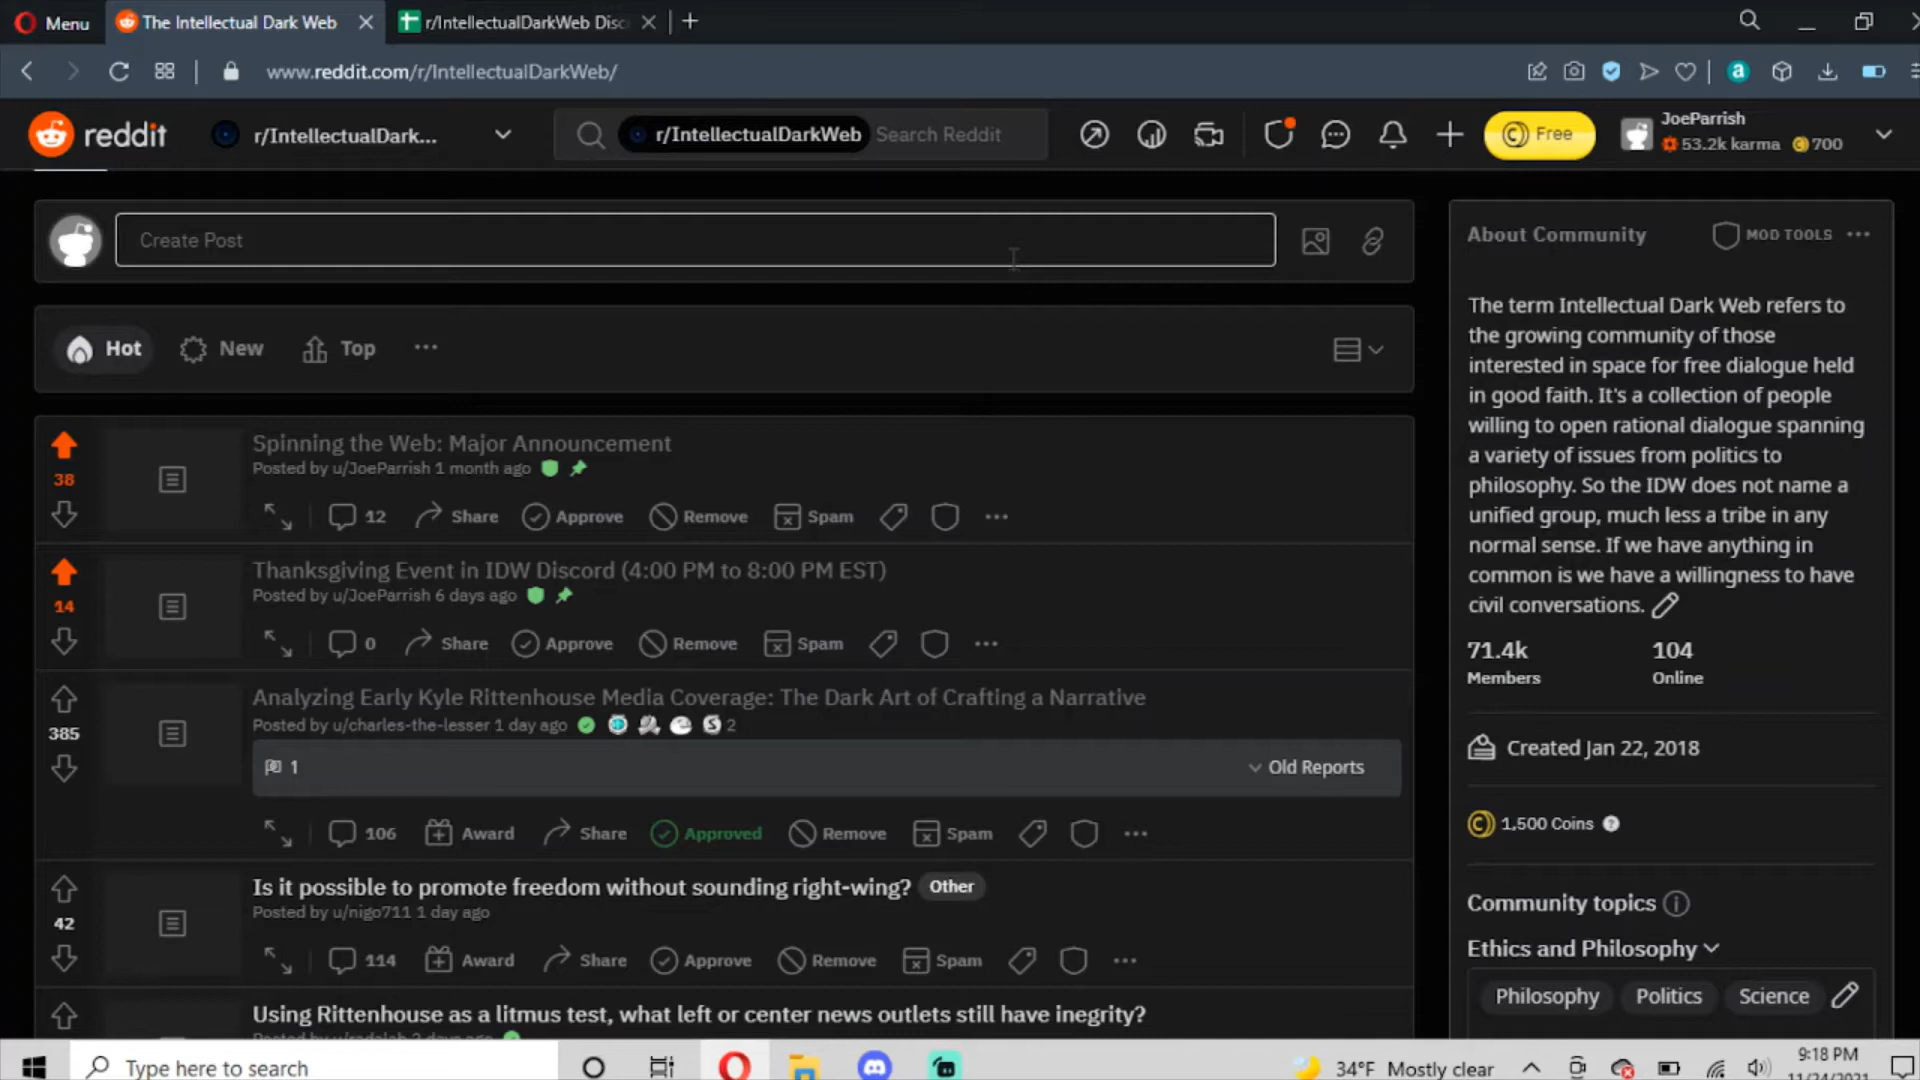 Menu
The Intellectual Dark Web
r/IntellectualDarkWeb Disc
www.reddit.com/r/IntellectualDarkWeb/
reddit
r/IntellectualDark...
r/IntellectualDarkWeb
Search Reddit
Free
JoeParrish
53.2k karma
700
Create Post
Hot
New
Top
...
Spinning the Web: Major Announcement
Posted by u/JoeParrish 1 month ago
38
12 Share Approve Remove Spam ...
Thanksgiving Event in IDW Discord (4:00 PM to 8:00 PM EST)
Posted by u/JoeParrish 6 days ago
14
0 Share Approve Remove Spam ...
Analyzing Early Kyle Rittenhouse Media Coverage: The Dark Art of Crafting a Narrative
Posted by u/charles-the-lesser 1 day ago 2
385
1
Old Reports
106 Award Share Approved Remove Spam ...
Is it possible to promote freedom without sounding right-wing? Other
Posted by u/nigo711 1 day ago
42
114 Award Share Approve Remove Spam ...
Using Rittenhouse as a litmus test, what left or center news outlets still have inegrity?
About Community
MOD TOOLS ...
The term Intellectual Dark Web refers to
the growing community of those
interested in space for free dialogue held
in good faith. It's a collection of people
willing to open rational dialogue spanning
a variety of issues from politics to
philosophy. So the IDW does not name a
unified group, much less a tribe in any
normal sense. If we have anything in
common is we have a willingness to have
civil conversations.
71.4k 104
Members Online
Created Jan 22, 2018
1,500 Coins
Community topics
Ethics and Philosophy
Philosophy Politics Science
Type here to search
34°F Mostly clear
9:18 PM
11/24/2021